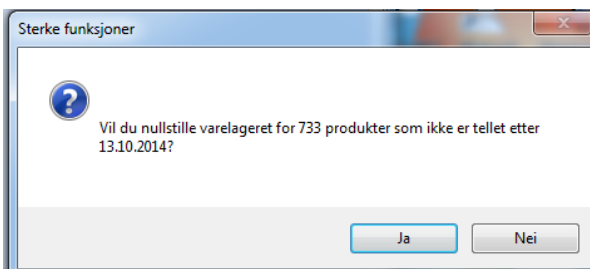 Sterke funksjoner
Vil du nullstille varelageret for 733 produkter som ikke er tellet etter
13.10.2014?
Ja
Nei